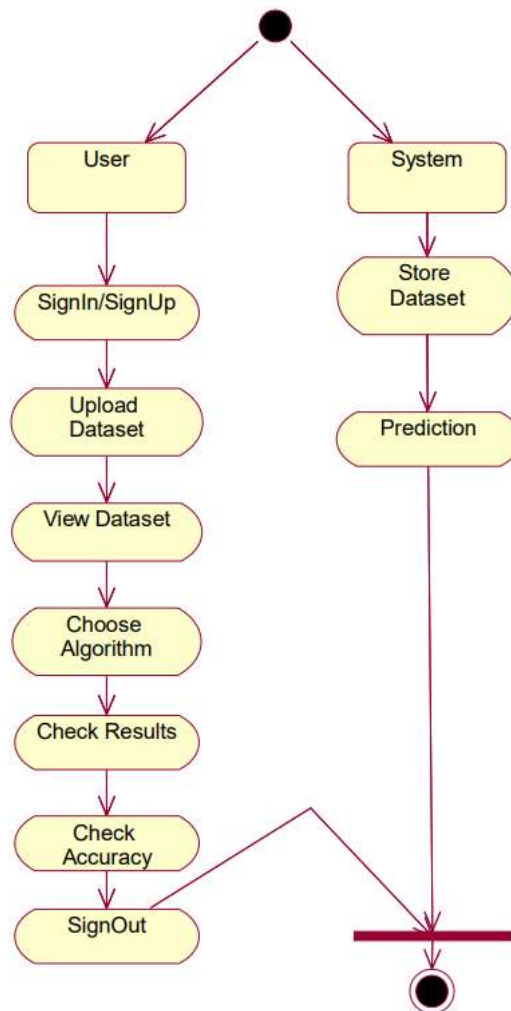 User
System
SignIn/SignUp
Store
Dataset
Upload
Dataset
Prediction
View Dataset
Choose
Algorithm
Check Results
Check
Accuracy
SignOut